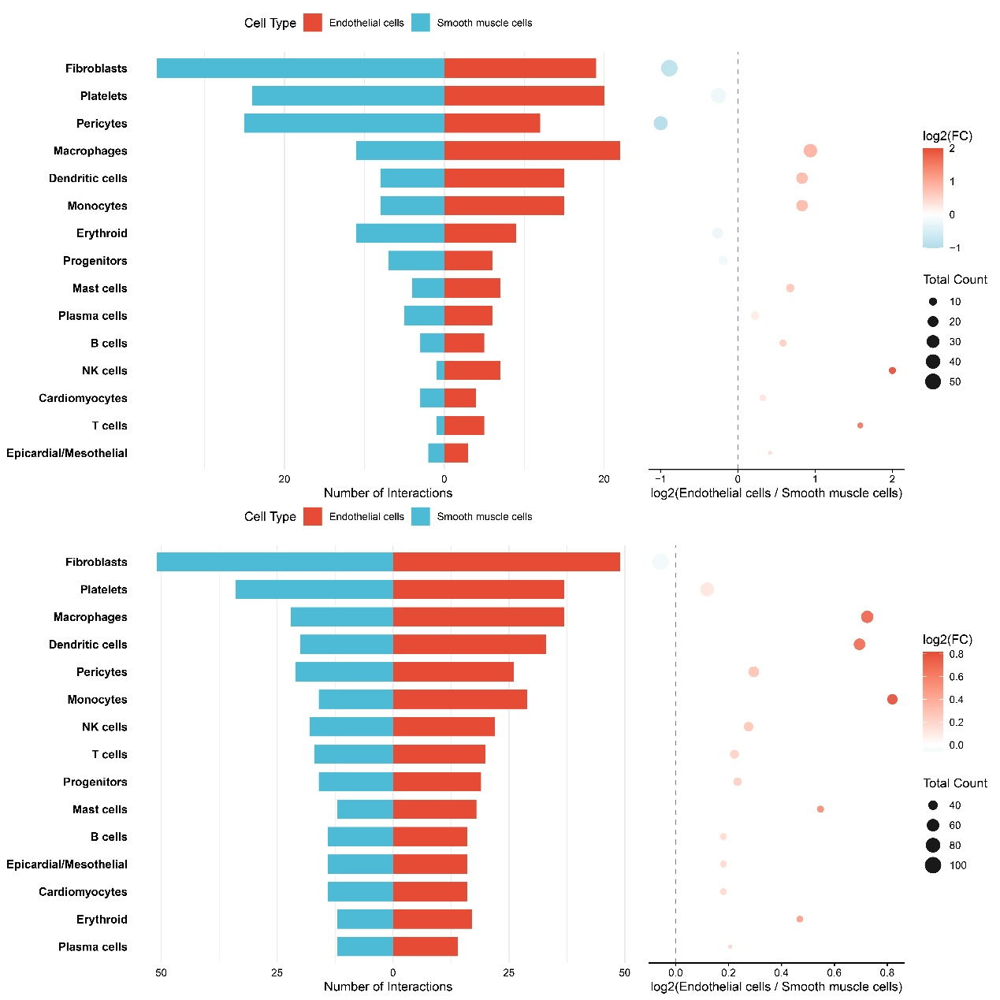 Cell Type Endothelial cells Smooth muscle cells
Fibroblasts
Platelets
Pericytes
Macrophages
Dendritic cells
Monocytes
Erythroid
Progenitors
Mast cells
Plasma cells
B cells
NK cells
Cardiomyocytes
T cells
Epicardial/Mesothelial
20 0 20
Number of Interactions
−1 0 1 2
log2(Endothelial cells / Smooth muscle cells)
log2(FC)
2
1
0
−1
Total Count
10
20
30
40
50
Cell Type Endothelial cells Smooth muscle cells
Fibroblasts
Platelets
Macrophages
Dendritic cells
Pericytes
Monocytes
NK cells
T cells
Progenitors
Mast cells
B cells
Epicardial/Mesothelial
Cardiomyocytes
Erythroid
Plasma cells
50 25 0 25 50
Number of Interactions
0.0 0.2 0.4 0.6 0.8
log2(Endothelial cells / Smooth muscle cells)
log2(FC)
0.8
0.6
0.4
0.2
0.0
Total Count
40
60
80
100